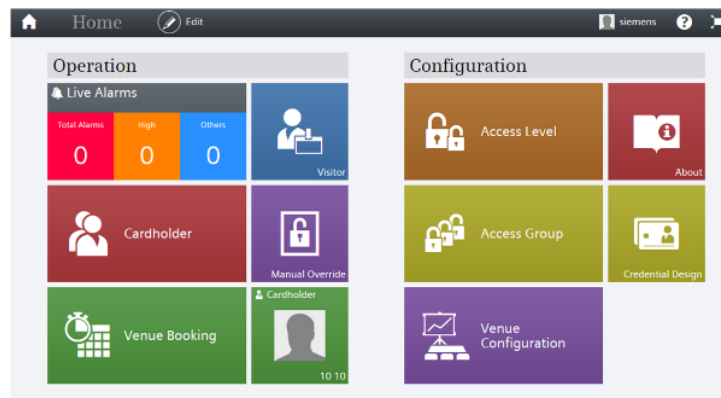 Home
Edit
siemens
?
Operation
Live Alarms
Total Alarms
High
Others
0
0
0
Visitor
Cardholder
Manual Override
Venue Booking
Cardholder
10 10
Configuration
Access Level
About
Access Group
Credential Design
Venue
Configuration